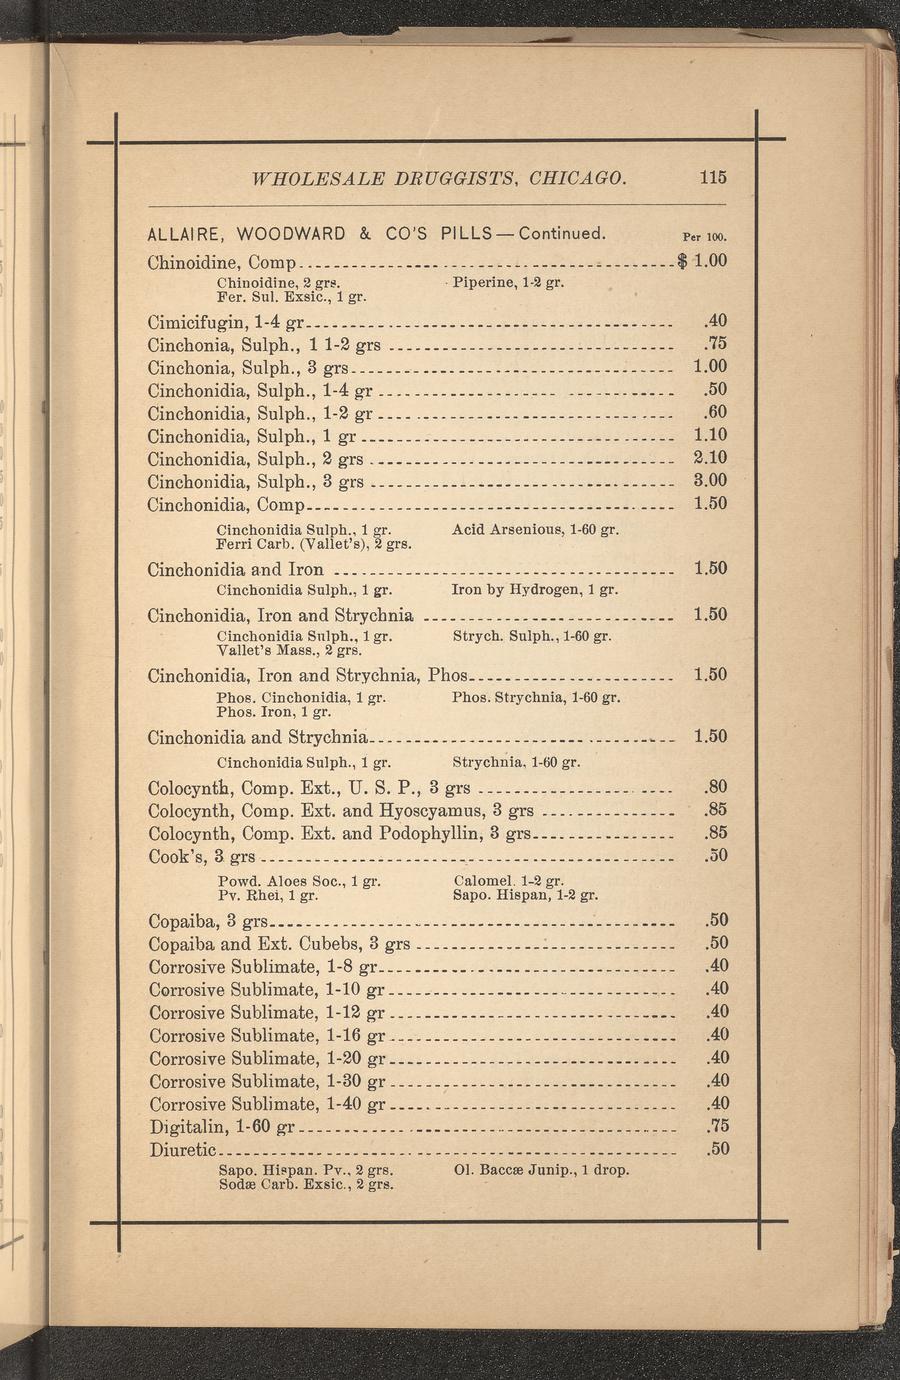 WHOLESALE DRUGGISTS, CHICAGO. 115
ALLAIRE, WOODWARD & CO'S PILLS—Continued. Per 100.
Chinoidine, Comp $ 1.00
Chinoidine, 2 grs. Piperine, 1-2 gr.
Fer. Sul. Exsic., 1 gr.
Cimicifugin, 1-4 gr .40
Cinchonia, Sulph., 1 1-2 grs .75
Cinchonia, Sulph., 3 grs 1.00
Cinchonidia, Sulph., 1-4 gr .50
Cinchonidia, Sulph., 1-2 gr .60
Cinchonidia, Sulph., 1 gr 1.10
Cinchonidia, Sulph., 2 grs 2.10
Cinchonidia, Sulph., 3 grs 3.00
Cinchonidia, Comp 1.50
Cinchonidia Sulph., 1 gr. Acid Arsenious, 1-60 gr.
Ferri Carb. (Vallet's), 2 grs.
Cinchonidia and Iron 1.50
Cinchonidia Sulph., 1 gr. Iron by Hydrogen, 1 gr.
Cinchonidia, Iron and Strychnia 1.50
Cinchonidia Sulph., 1 gr. Strych. Sulph., 1-60 gr.
Vallet's Mass., 2 grs.
Cinchonidia, Iron and Strychnia, Phos 1.50
Phos. Cinchonidia, 1 gr. Phos. Strychnia, 1-60 gr.
Phos. Iron, 1 gr.
Cinchonidia and Strychnia 1.50
Cinchonidia Sulph., 1 gr. Strychnia, 1-60 gr.
Colocynth, Comp. Ext., U. S. P., 3 grs .80
Colocynth, Comp. Ext. and Hyoscyamus, 3 grs .85
Colocynth, Comp. Ext. and Podophyllin, 3 grs .85
Cook's, 3 grs .50
Powd. Aloes Soc., 1 gr. Calomel. 1-2 gr.
Pv. Rhei, 1 gr. Sapo. Hispan, 1-2 gr.
Copaiba, 3 grs .50
Copaiba and Ext. Cubebs, 3 grs .50
Corrosive Sublimate, 1-8 gr .40
Corrosive Sublimate, 1-10 gr .40
Corrosive Sublimate, 1-12 gr .40
Corrosive Sublimate, 1-16 gr .40
Corrosive Sublimate, 1-20 gr .40
Corrosive Sublimate, 1-30 gr .40
Corrosive Sublimate, 1-40 gr .40
Digitalin, 1-60 gr .75
Diuretic .50
Sapo. Hispan. Pv., 2 grs. Ol. Baccæ Junip., 1 drop.
Sodæ Carb. Exsic., 2 grs.